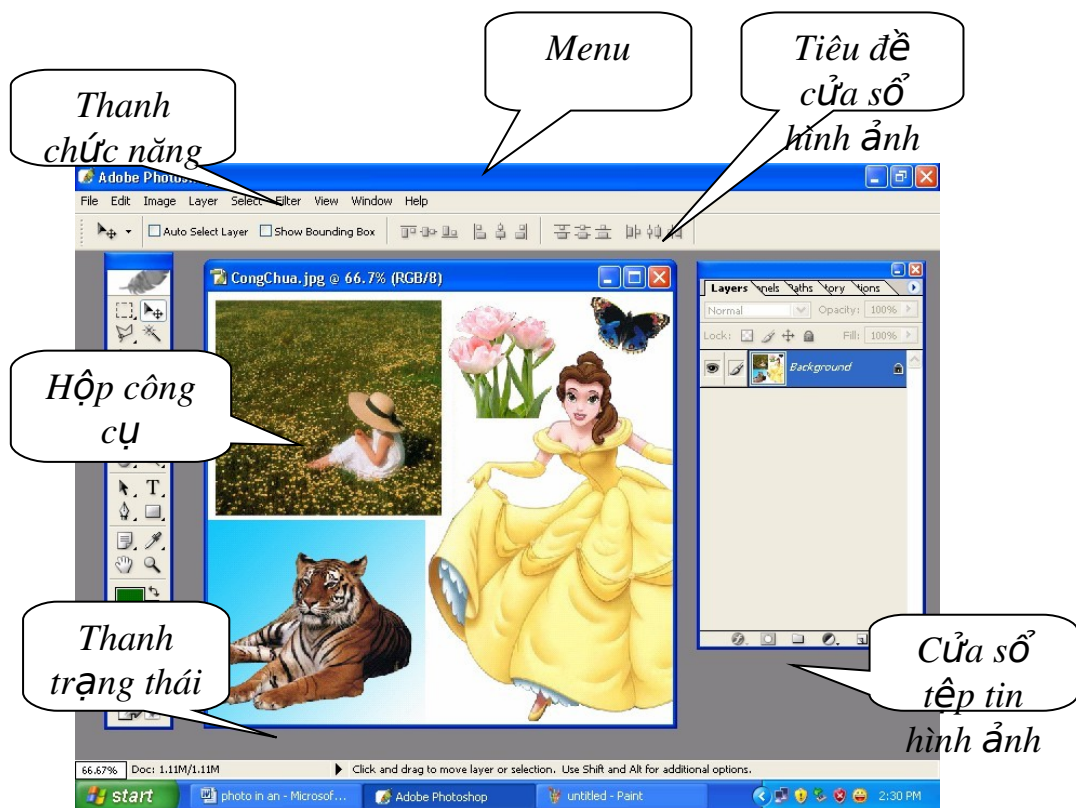 Menu
Tiêu đề
cửa sổ
hình ảnh
Thanh
chức năng
Adobe Photos
File Edit Image Layer Select Filter View Window Help
Auto Select Layer Show Bounding Box
CongChua.jpg @ 66.7% (RGB/8)
Layers
Normal Opacity: 100%
Lock: Fill: 100%
Background
Hộp công
cụ
T
Thanh
trạng thái
Cửa sổ
tệp tin
hình ảnh
66.67% Doc: 1.11M/1.11M Click and drag to move layer or selection. Use Shift and Alt for additional options.
start photo in an - Microsof... Adobe Photoshop untitled - Paint 2:30 PM